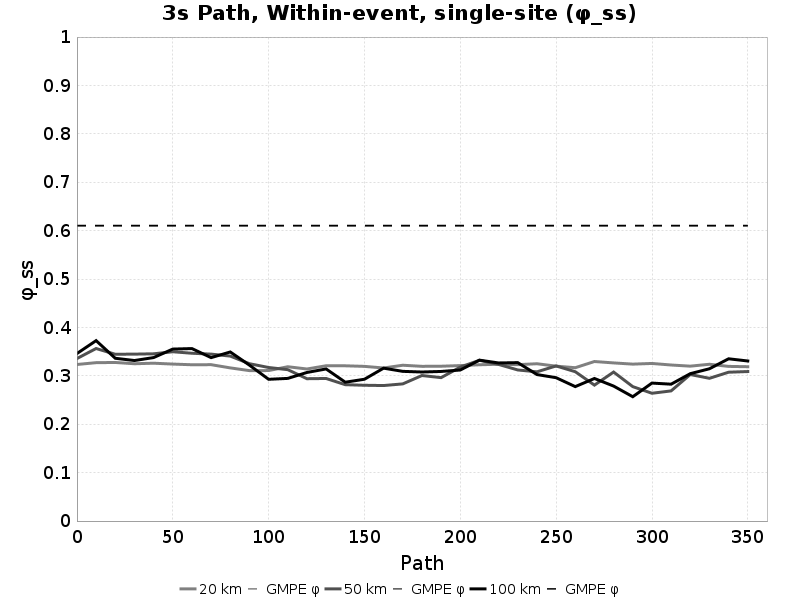 3s Path, Within-event, single-site (φ_ss)
1
0.9
0.8
0.7
0.6
0.5
0.4
0.3
0.2
0.1
0
φ_ss
0 50 100 150 200 250 300 350
Path
20 km GMPE φ 50 km GMPE φ 100 km GMPE φ